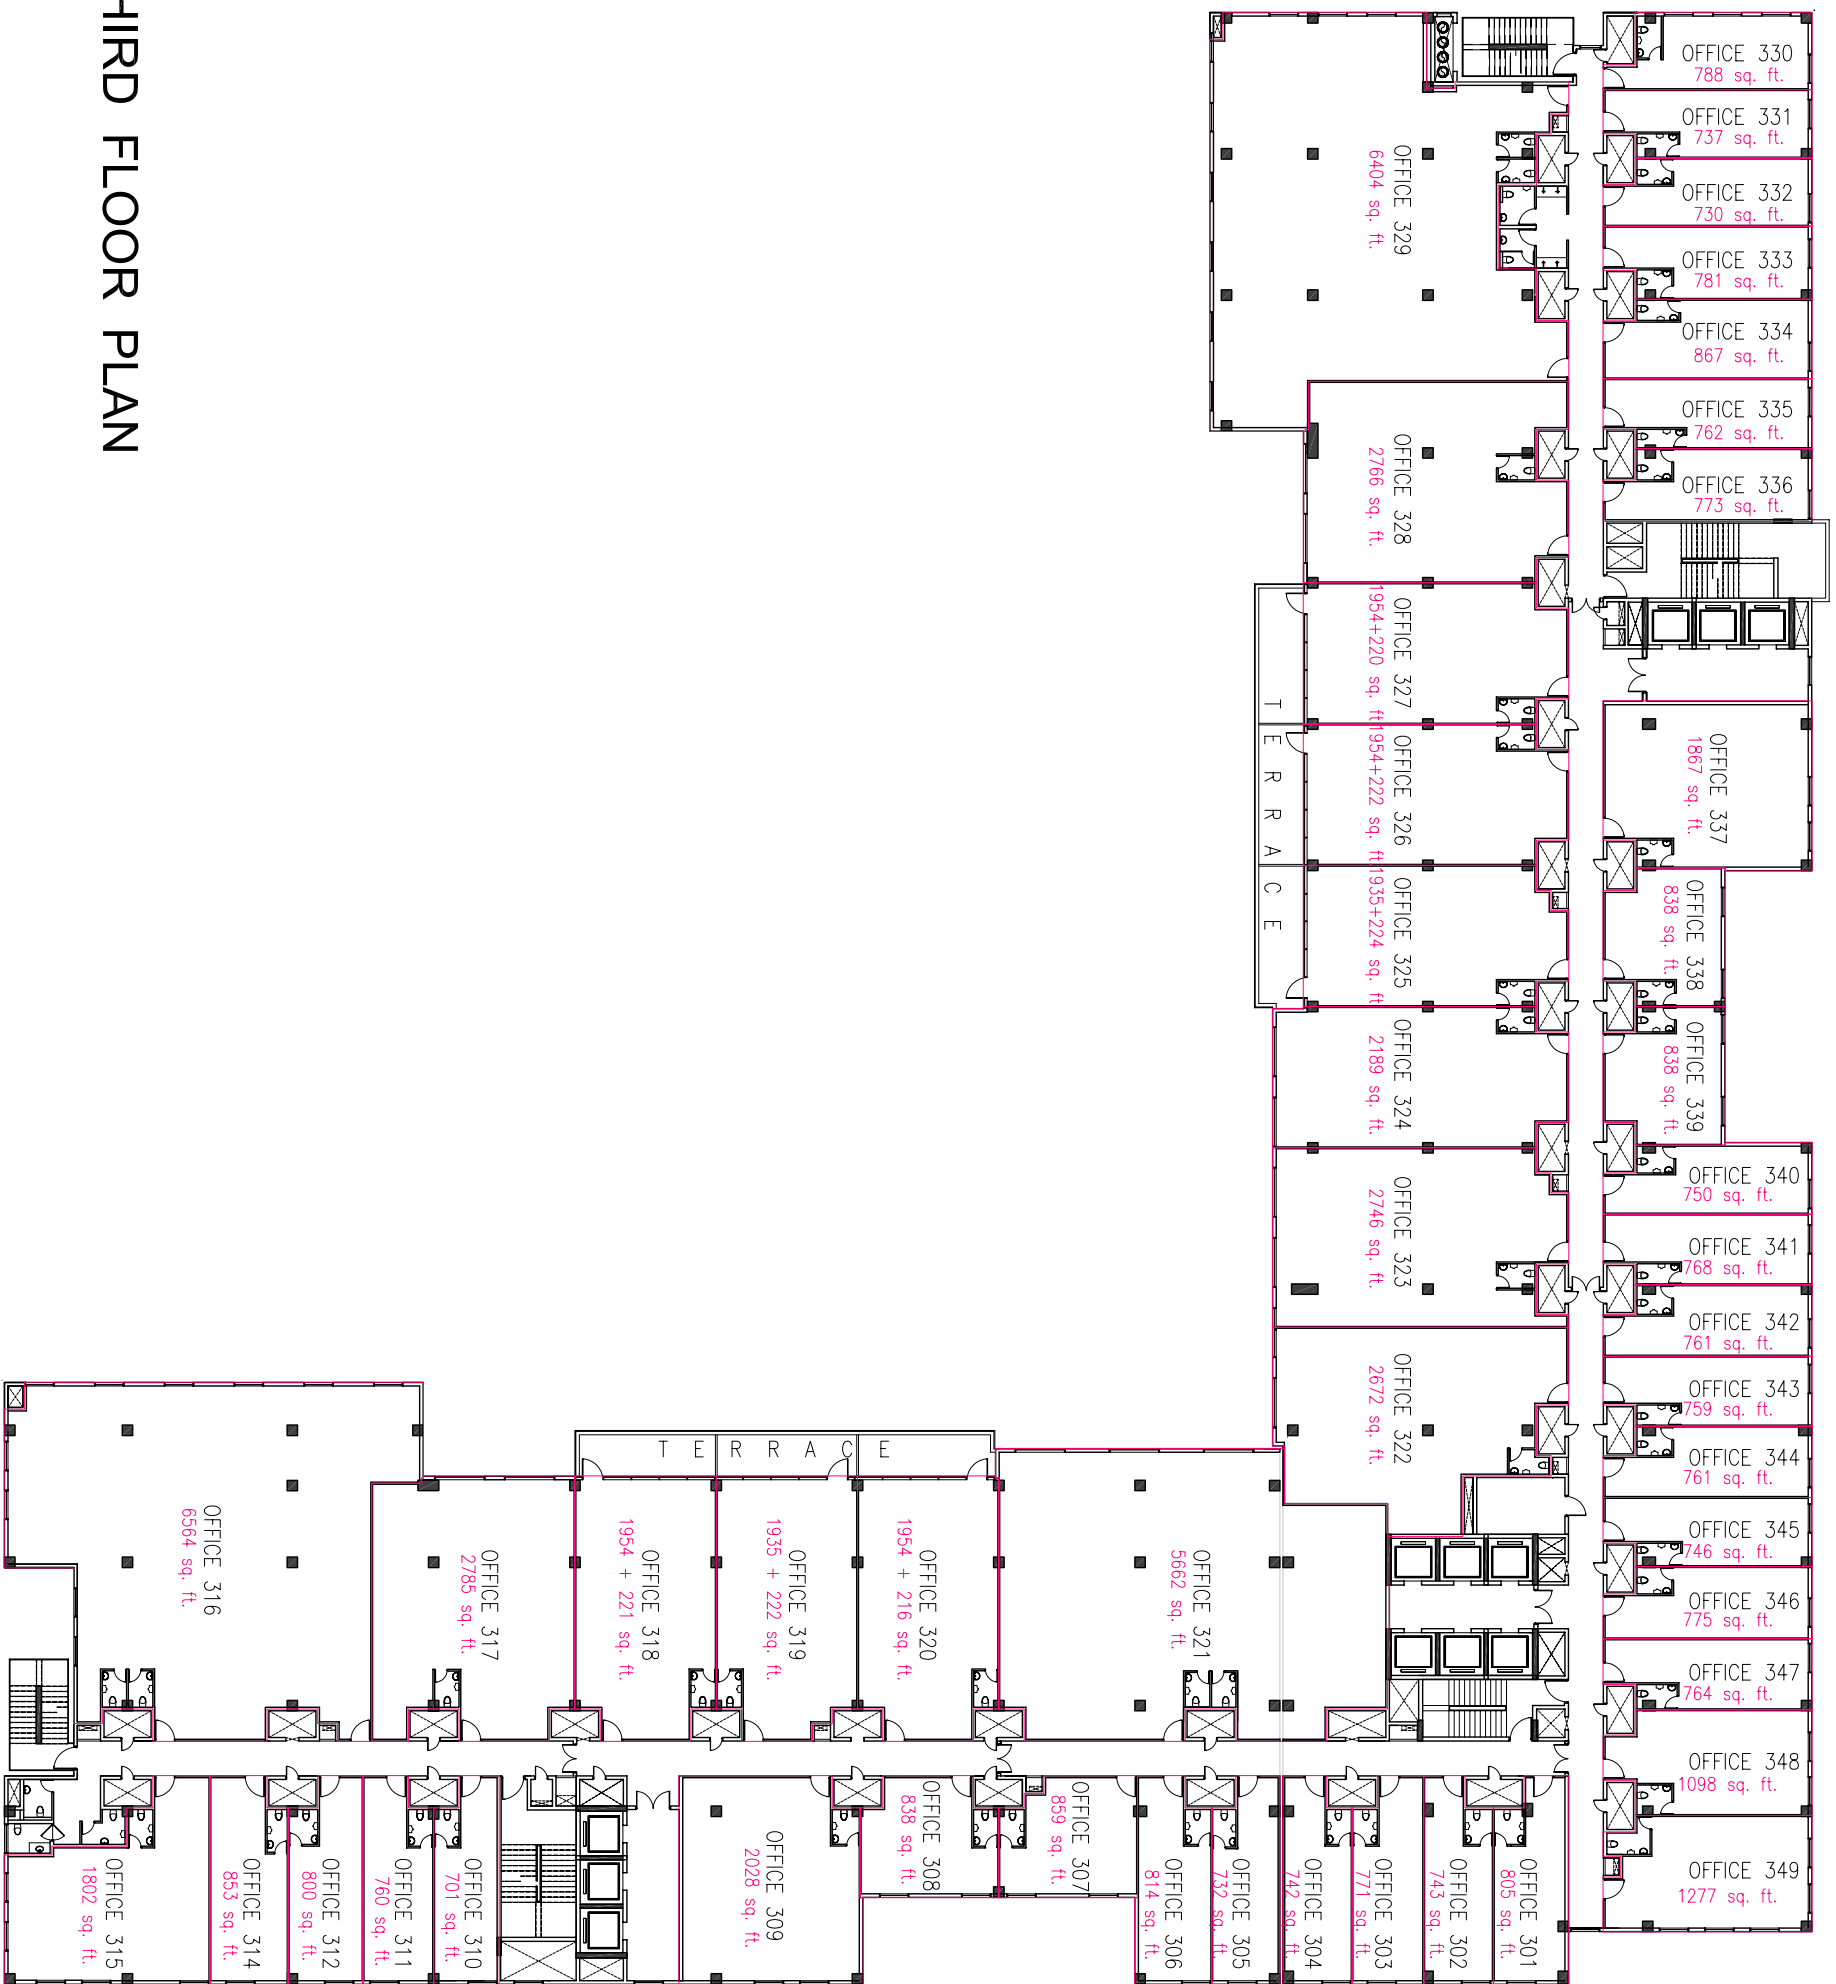 HIRD FLOOR PLAN
OFFICE 330
788 sq. ft.
OFFICE 331
737 sq. ft.
OFFICE 332
730 sq. ft.
OFFICE 333
781 sq. ft.
OFFICE 334
867 sq. ft.
OFFICE 335
762 sq. ft.
OFFICE 336
773 sq. ft.
OFFICE 329
6404 sq. ft.
OFFICE 328
2766 sq. ft.
OFFICE 327
1954+220 sq. ft.
OFFICE 326
1954+222 sq. ft.
OFFICE 325
1935+224 sq. ft.
TERRACE
OFFICE 324
2189 sq. ft.
OFFICE 323
2746 sq. ft.
OFFICE 322
2672 sq. ft.
OFFICE 337
1867 sq. ft.
OFFICE 338
838 sq. ft.
OFFICE 339
838 sq. ft.
OFFICE 340
750 sq. ft.
OFFICE 341
768 sq. ft.
OFFICE 342
761 sq. ft.
OFFICE 343
759 sq. ft.
OFFICE 344
761 sq. ft.
OFFICE 345
746 sq. ft.
OFFICE 346
775 sq. ft.
OFFICE 347
764 sq. ft.
OFFICE 348
1098 sq. ft.
OFFICE 349
1277 sq. ft.
TERRACE
OFFICE 316
6564 sq. ft.
OFFICE 317
2785 sq. ft.
OFFICE 318
1954 + 221 sq. ft.
OFFICE 319
1935 + 222 sq. ft.
OFFICE 320
1954 + 216 sq. ft.
OFFICE 321
5662 sq. ft.
OFFICE 315
1802 sq. ft.
OFFICE 314
853 sq. ft.
OFFICE 312
800 sq. ft.
OFFICE 311
760 sq. ft.
OFFICE 310
701 sq. ft.
OFFICE 309
2028 sq. ft.
OFFICE 308
838 sq. ft.
OFFICE 307
859 sq. ft.
OFFICE 306
814 sq. ft.
OFFICE 305
732 sq. ft.
OFFICE 304
742 sq. ft.
OFFICE 303
771 sq. ft.
OFFICE 302
743 sq. ft.
OFFICE 301
805 sq. ft.